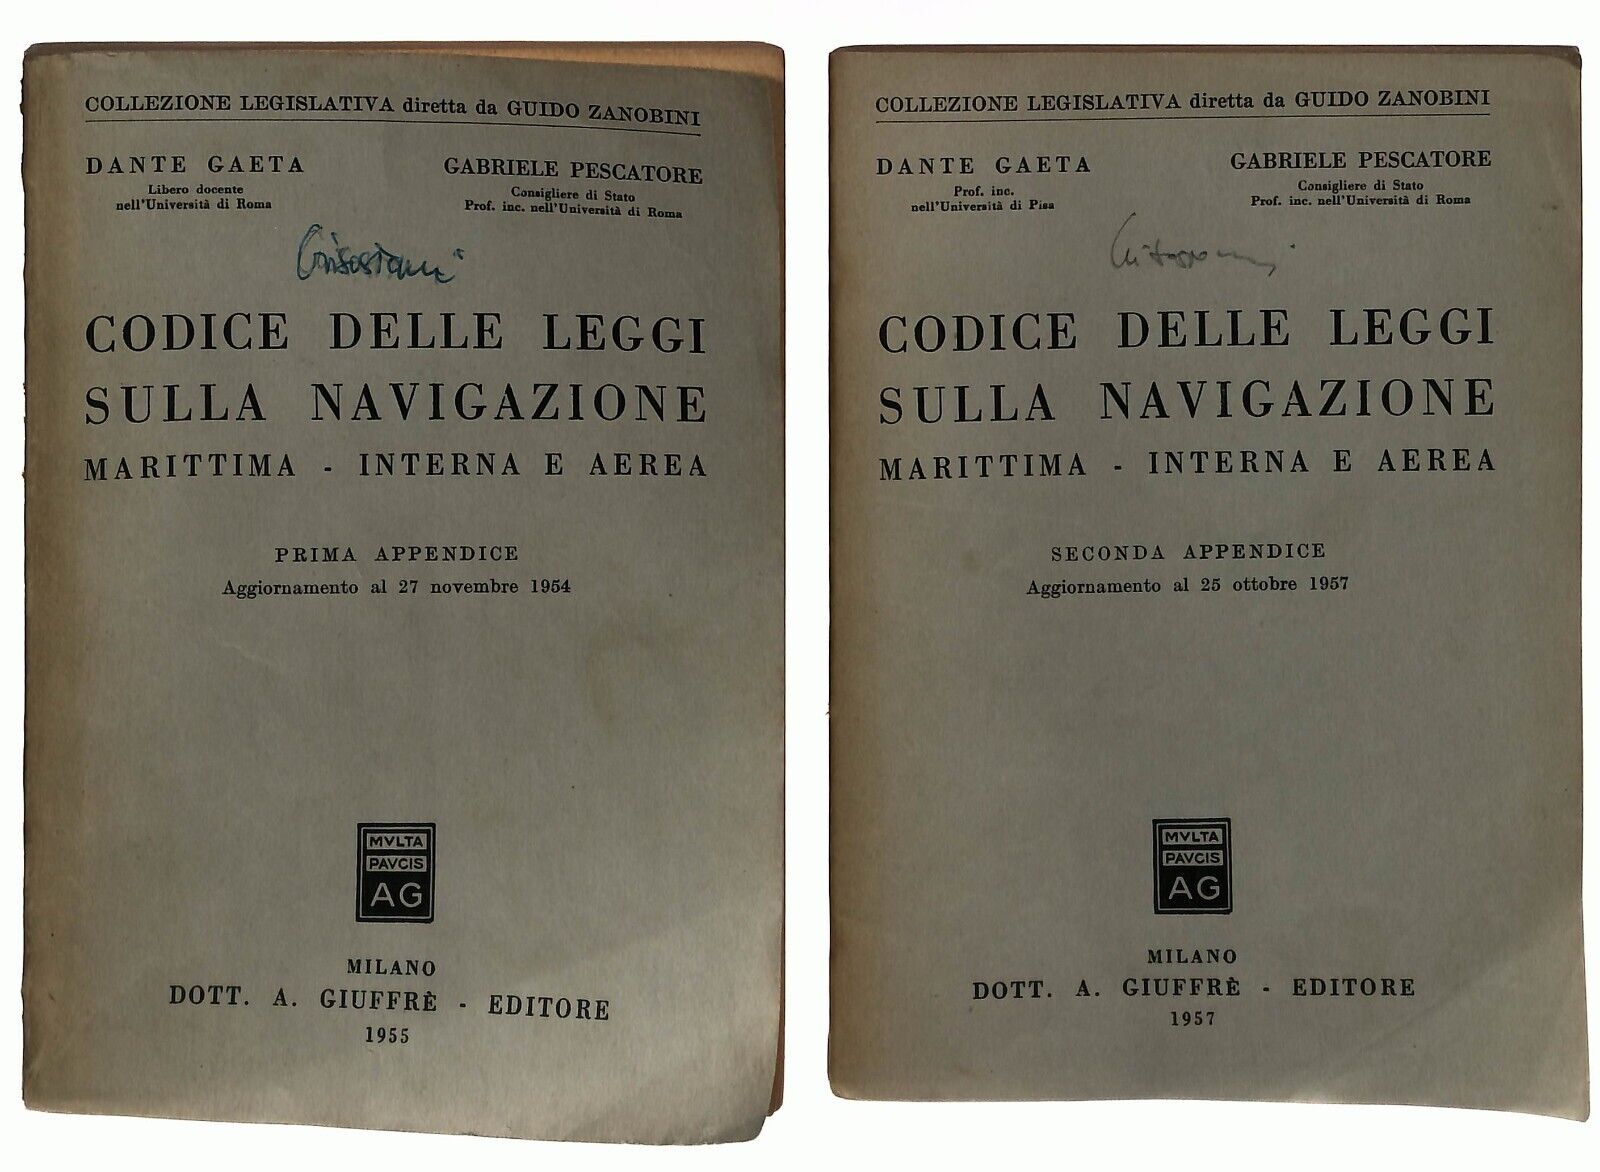 COLLEZIONE LEGISLATIVA diretta da GUIDO ZANOBINI
DANTE GAETA
Libero docente
nell'Università di Roma
GABRIELE PESCATORE
Consigliere di Stato
Prof. inc. nell'Università di Roma
CODICE DELLE LEGGI
SULLA NAVIGAZIONE
MARITTIMA - INTERNA E AEREA
PRIMA APPENDICE
Aggiornamento al 27 novembre 1954
MVLTA
PAVCIS
AG
MILANO
DOTT. A. GIUFFRÈ - EDITORE
1955
COLLEZIONE LEGISLATIVA diretta da GUIDO ZANOBINI
DANTE GAETA
Prof. inc.
nell'Università di Pisa
GABRIELE PESCATORE
Consigliere di Stato
Prof. inc. nell'Università di Roma
CODICE DELLE LEGGI
SULLA NAVIGAZIONE
MARITTIMA - INTERNA E AEREA
SECONDA APPENDICE
Aggiornamento al 25 ottobre 1957
MVLTA
PAVCIS
AG
MILANO
DOTT. A. GIUFFRÈ - EDITORE
1957